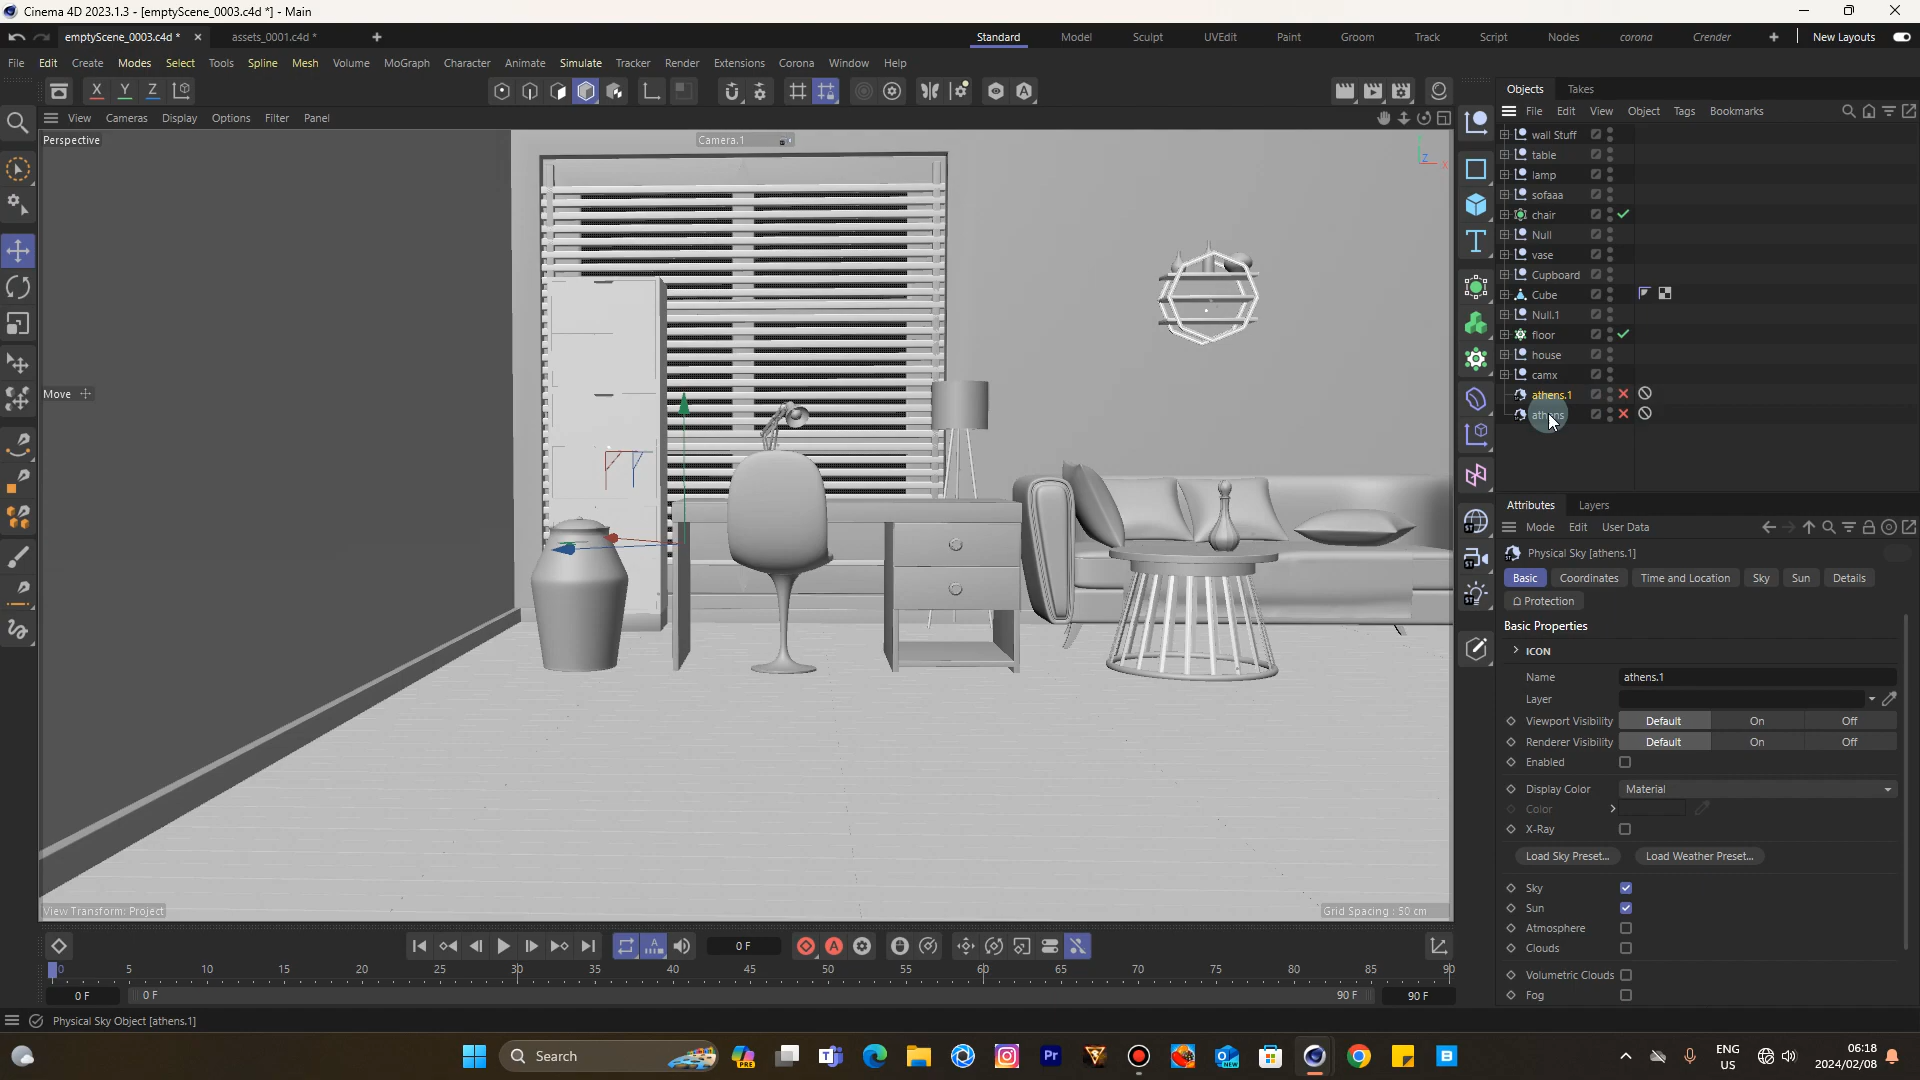 Cinema 4D 2023.1.3 - [emptyScene_0003.c4d *] - Main
emptyScene_0003.c4d * × assets_0001.c4d * + Standard Model Sculpt UVEdit Paint Groom Track Script Nodes corona Crender + New Layouts
File Edit Create Modes Select Tools Spline Mesh Volume MoGraph Character Animate Simulate Tracker Render Extensions Corona Window Help
X Y Z
Objects Takes
File Edit View Object Tags Bookmarks
View Cameras Display Options Filter Panel
Perspective
Camera.1
Z X
wall Stuff
table
lamp
sofaaa
chair
Null
vase
Cupboard
Cube
Null.1
floor
house
camx
athens.1
athens
Move
Attributes Layers
Mode Edit User Data
Physical Sky [athens.1]
Basic Coordinates Time and Location Sky Sun Details
Protection
Basic Properties
ICON
Name athens.1
Layer
Viewport Visibility Default On Off
Renderer Visibility Default On Off
Enabled
Display Color Material
Color
X-Ray
Load Sky Preset... Load Weather Preset...
Sky
Sun
Atmosphere
Clouds
Volumetric Clouds
Fog
View Transform: Project
Grid Spacing : 50 cm
0 F
0 5 10 15 20 25 30 35 40 45 50 55 60 65 70 75 80 85 90
0 F 0 F 90 F 90 F
Physical Sky Object [athens.1]
Search
PRE
Pr
NEW
B
ENG
US
06:18
2024/02/08